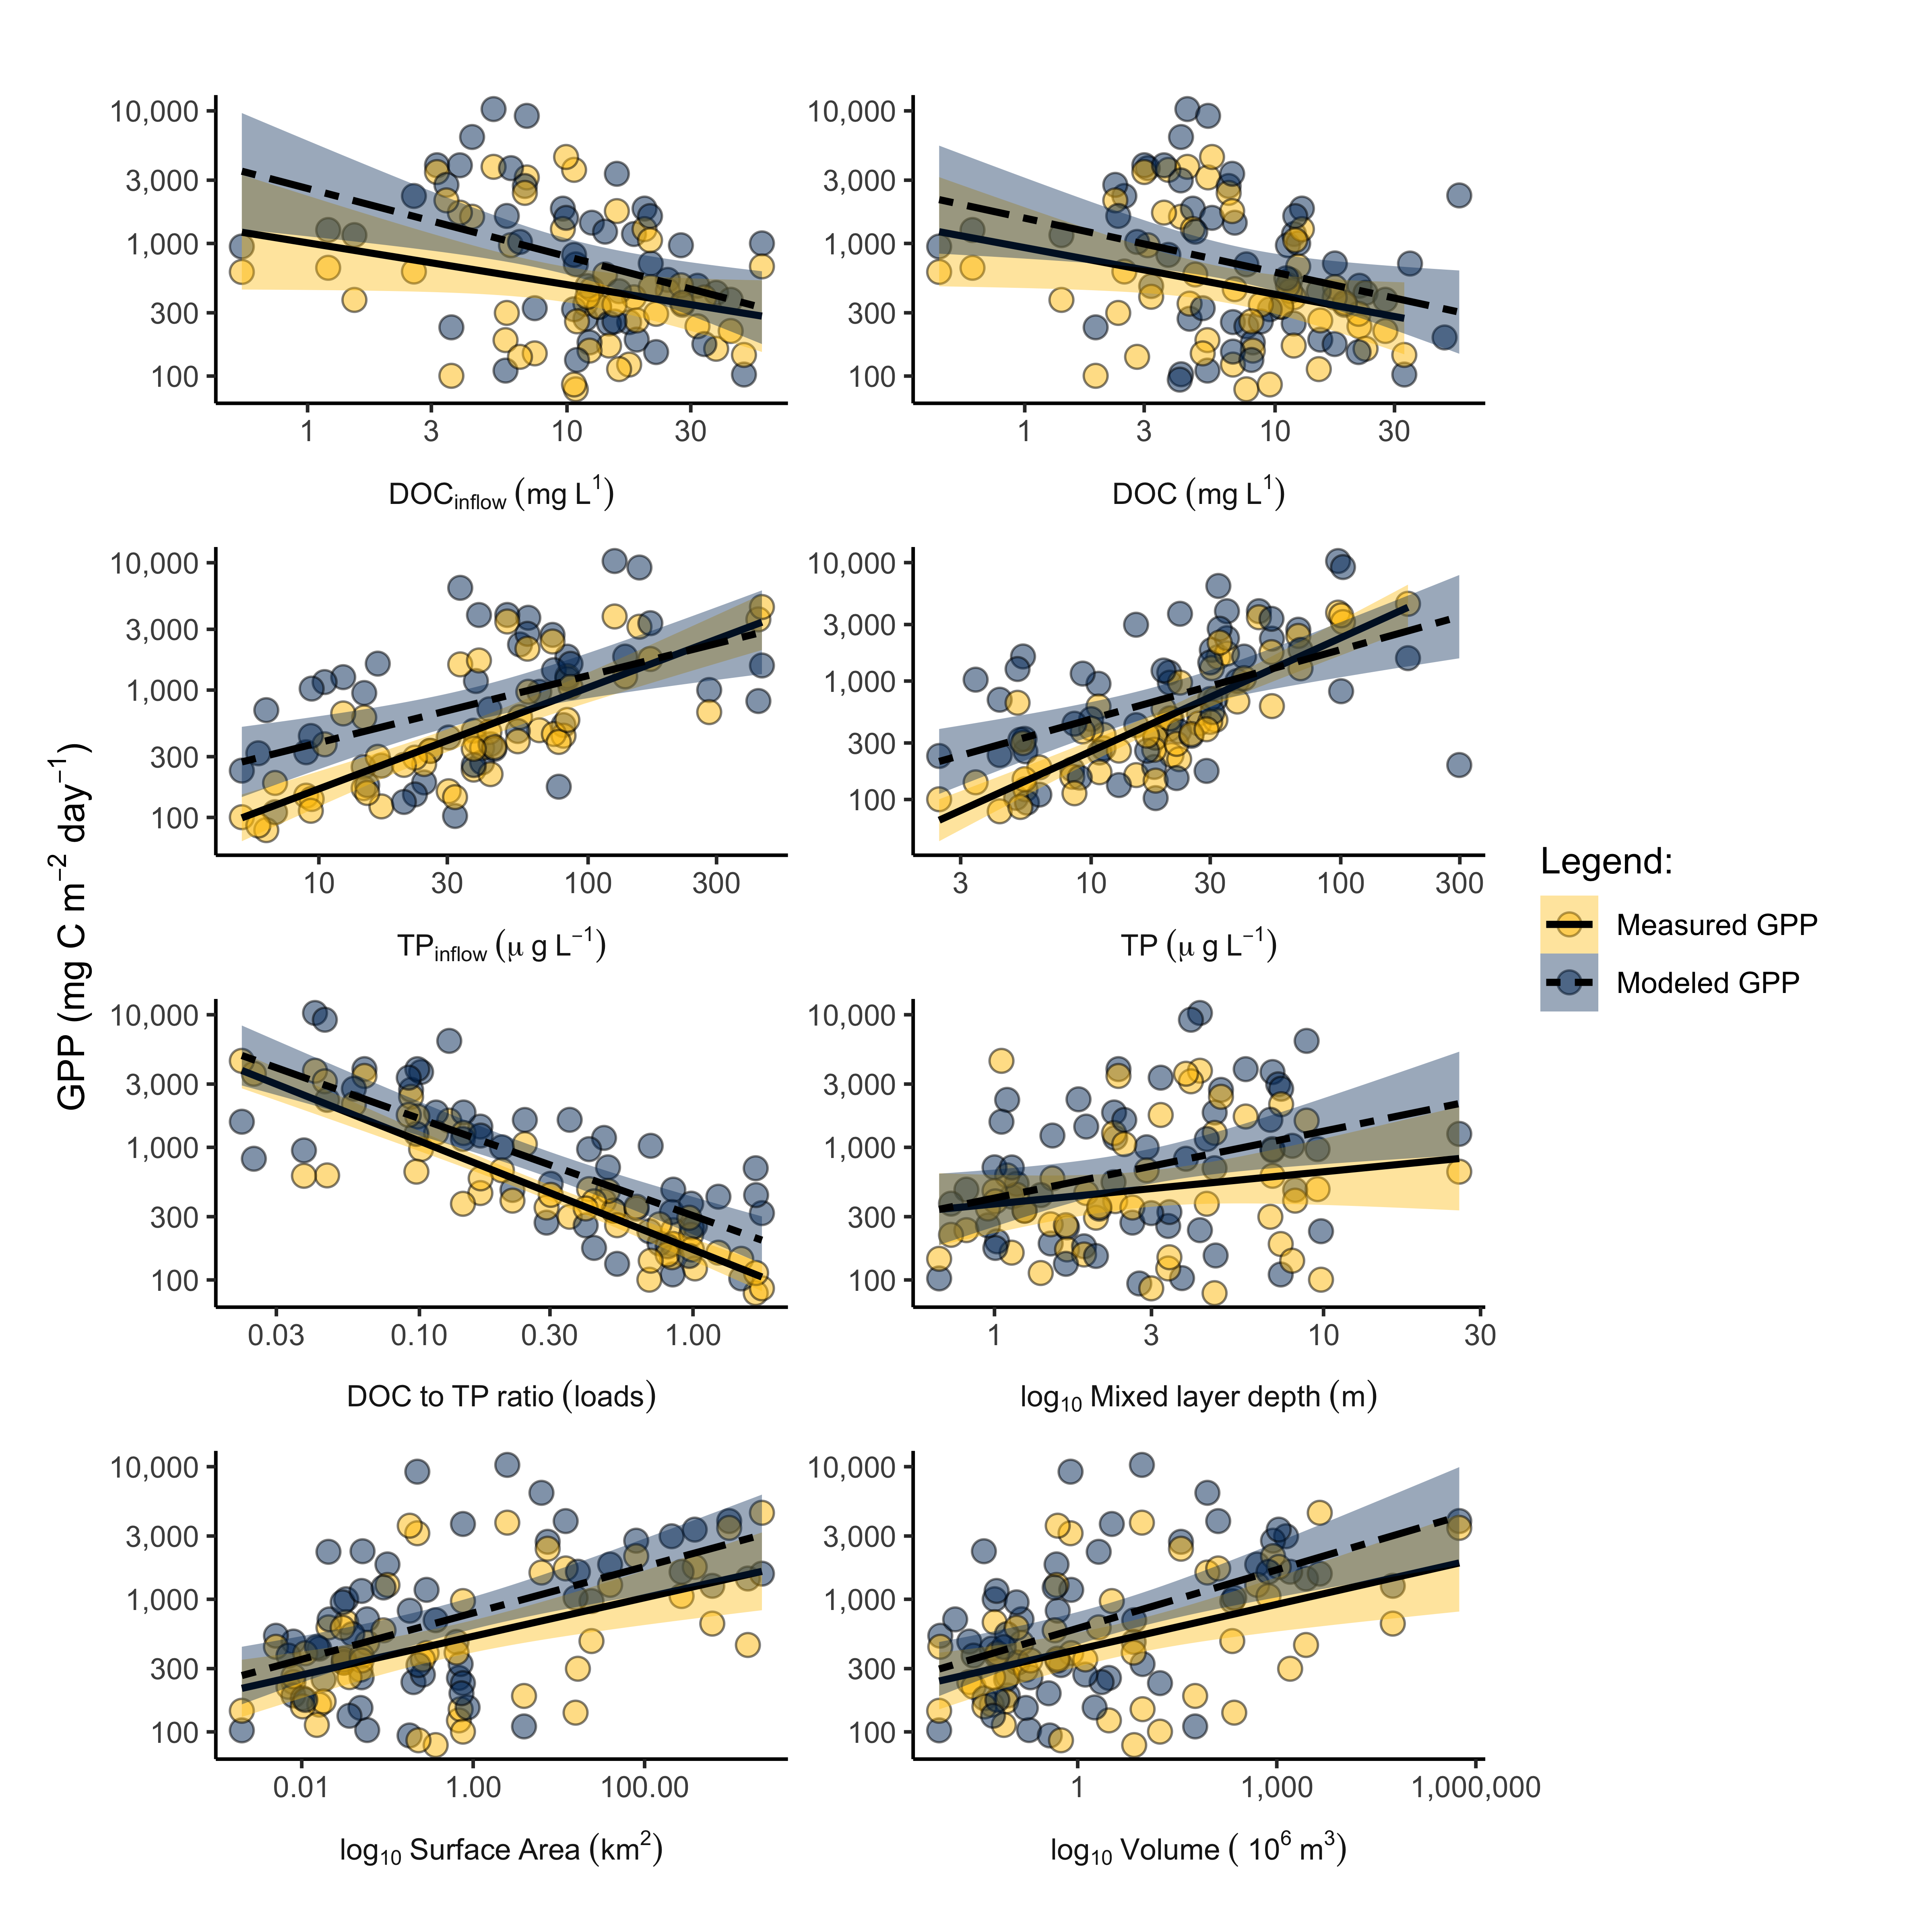 10,000
3,000
1,000
300
100
1 3 10 30
DOCinflow (mg L1)
10,000
3,000
1,000
300
100
1 3 10 30
DOC (mg L1)
10,000
3,000
1,000
300
100
10 30 100 300
TPinflow (μ g L−1)
10,000
3,000
1,000
300
100
3 10 30 100 300
TP (μ g L−1)
GPP (mg C m−2 day−1)
Legend:
Measured GPP
Modeled GPP
10,000
3,000
1,000
300
100
0.03 0.10 0.30 1.00
DOC to TP ratio (loads)
10,000
3,000
1,000
300
100
1 3 10 30
log10 Mixed layer depth (m)
10,000
3,000
1,000
300
100
0.01 1.00 100.00
log10 Surface Area (km2)
10,000
3,000
1,000
300
100
1 1,000 1,000,000
log10 Volume ( 106 m3)